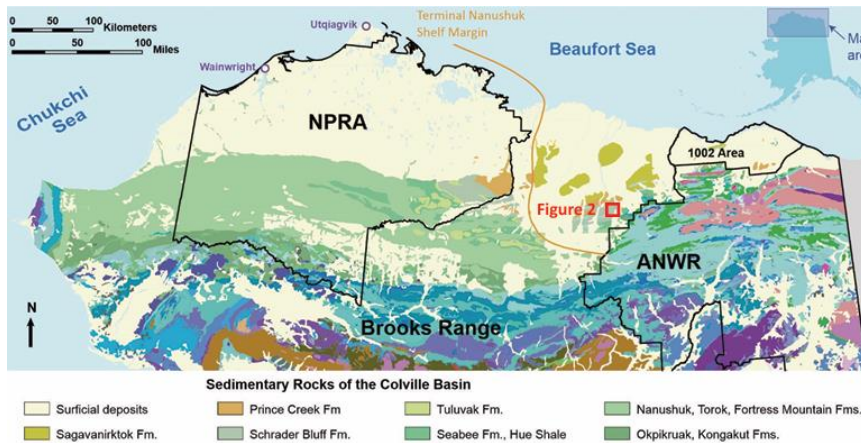 50 0 50 100
Kilometers
100 0 100
Miles
Utqiagvik
Wainwright
Terminal Nanushuk
Shelf Margin
Beaufort Sea
Chukchi
Sea
NPRA
1002 Area
Figure 2
ANWR
Brooks Range
N
Sedimentary Rocks of the Colville Basin
Surficial deposits
Prince Creek Fm
Tuluvak Fm.
Nanushuk, Torok, Fortress Mountain Fms.
Sagavanirktok Fm.
Schrader Bluff Fm.
Seabee Fm., Hue Shale
Okpikruak, Kongakut Fms.